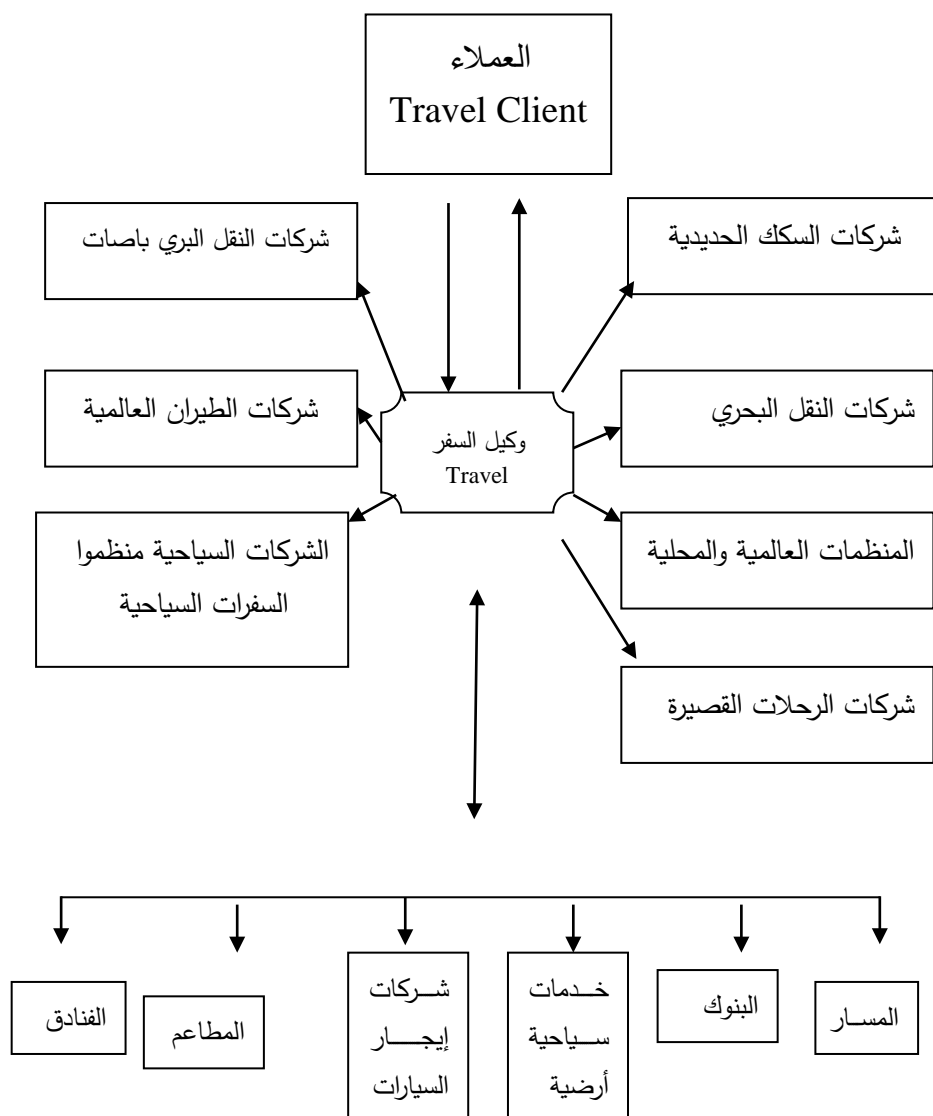 العملاء
Travel Client
شركات السكك الحديدية
شركات النقل البري باصات
شركات النقل البحري
وكيل السفر
Travel
شركات الطيران العالمية
المنظمات العالمية والمحلية
الشركات السياحية منظموا
السفرات السياحية
شركات الرحلات القصيرة
المسار
البنوك
خدمات
سياحية
أرضية
شركات
إيجار
السيارات
المطاعم
الفنادق